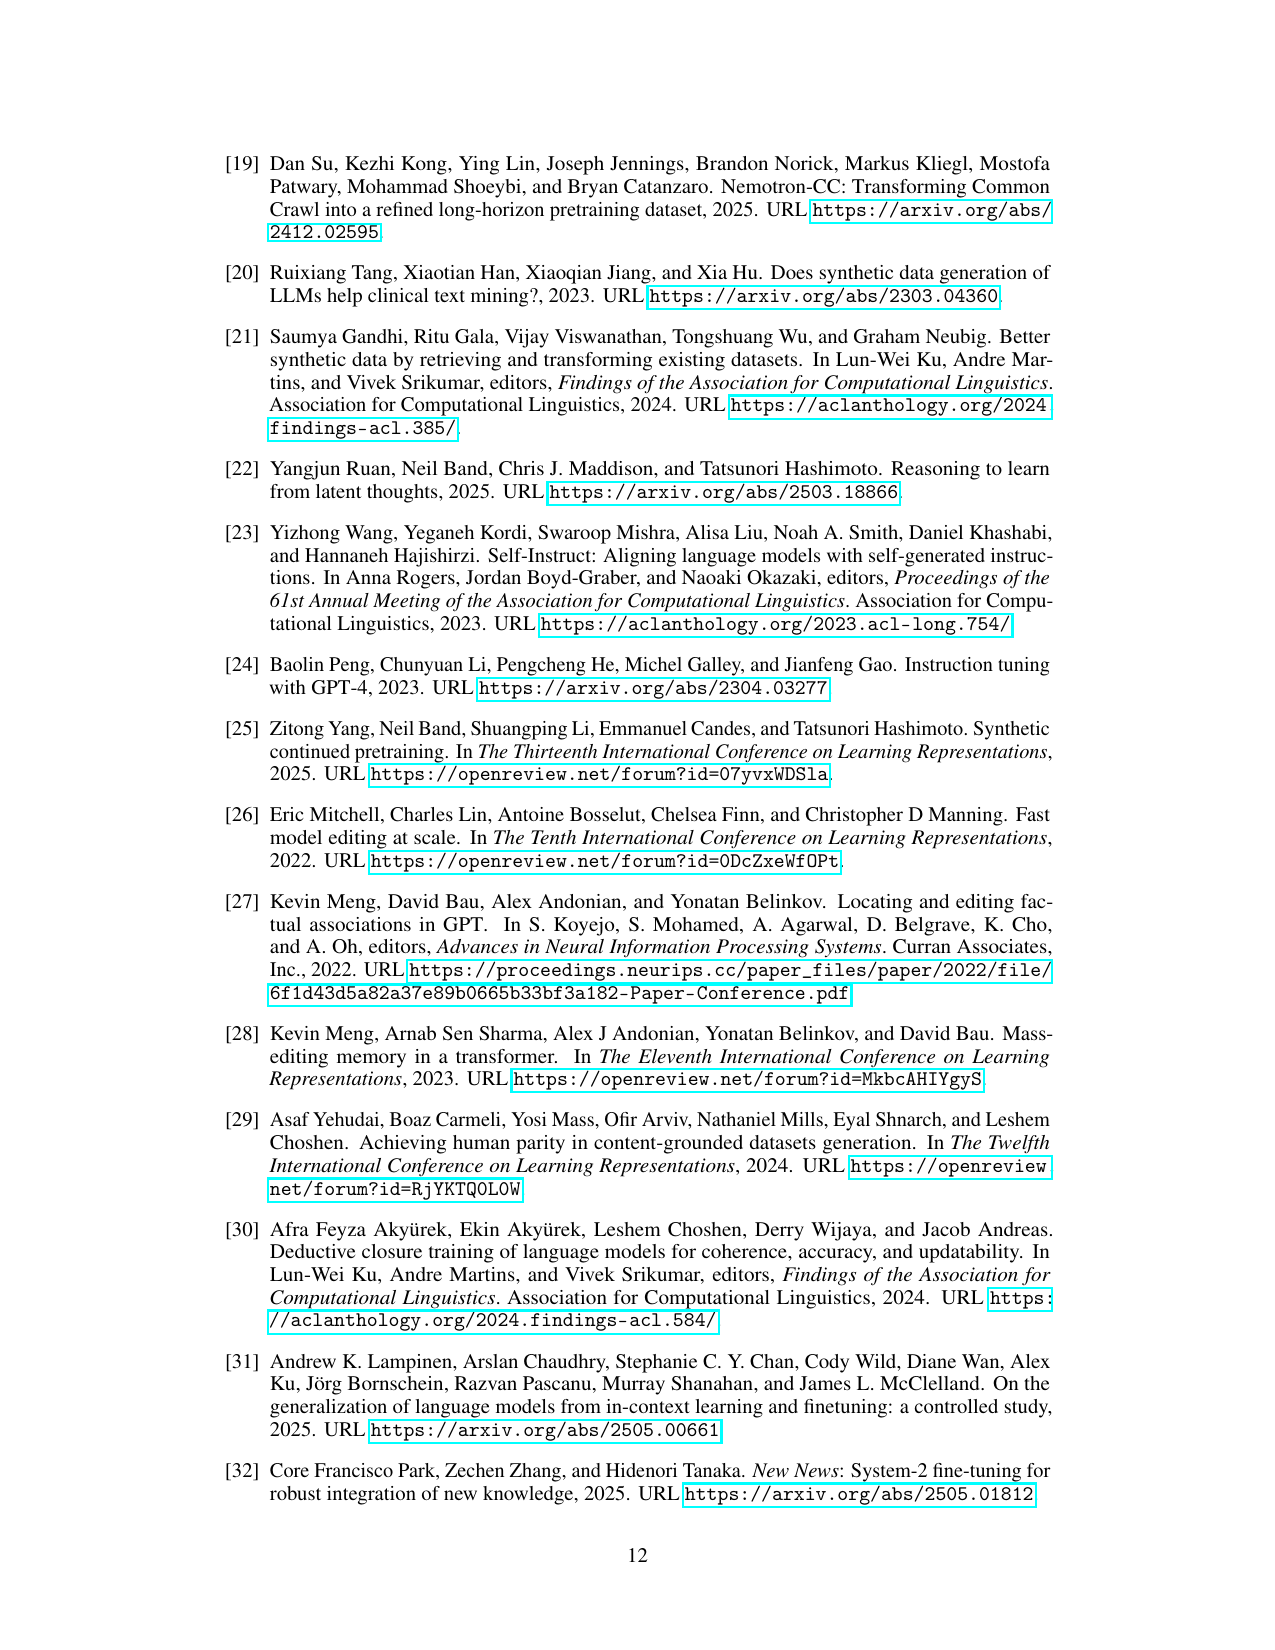 [19] Dan Su, Kezhi Kong, Ying Lin, Joseph Jennings, Brandon Norick, Markus Kliegl, Mostofa
Patwary, Mohammad Shoeybi, and Bryan Catanzaro. Nemotron-CC: Transforming Common
Crawl into a refined long-horizon pretraining dataset, 2025. URL https://arxiv.org/abs/
2412.02595.
[20] Ruixiang Tang, Xiaotian Han, Xiaoqian Jiang, and Xia Hu. Does synthetic data generation of
LLMs help clinical text mining?, 2023. URL https://arxiv.org/abs/2303.04360.
[21] Saumya Gandhi, Ritu Gala, Vijay Viswanathan, Tongshuang Wu, and Graham Neubig. Better
synthetic data by retrieving and transforming existing datasets. In Lun-Wei Ku, Andre Mar-
tins, and Vivek Srikumar, editors, Findings of the Association for Computational Linguistics.
Association for Computational Linguistics, 2024. URL https://aclanthology.org/2024.
findings-acl.385/.
[22] Yangjun Ruan, Neil Band, Chris J. Maddison, and Tatsunori Hashimoto. Reasoning to learn
from latent thoughts, 2025. URL https://arxiv.org/abs/2503.18866.
[23] Yizhong Wang, Yeganeh Kordi, Swaroop Mishra, Alisa Liu, Noah A. Smith, Daniel Khashabi,
and Hannaneh Hajishirzi. Self-Instruct: Aligning language models with self-generated instruc-
tions. In Anna Rogers, Jordan Boyd-Graber, and Naoaki Okazaki, editors, Proceedings of the
61st Annual Meeting of the Association for Computational Linguistics. Association for Compu-
tational Linguistics, 2023. URL https://aclanthology.org/2023.acl-long.754/.
[24] Baolin Peng, Chunyuan Li, Pengcheng He, Michel Galley, and Jianfeng Gao. Instruction tuning
with GPT-4, 2023. URL https://arxiv.org/abs/2304.03277.
[25] Zitong Yang, Neil Band, Shuangping Li, Emmanuel Candes, and Tatsunori Hashimoto. Synthetic
continued pretraining. In The Thirteenth International Conference on Learning Representations,
2025. URL https://openreview.net/forum?id=07yvxWDSla.
[26] Eric Mitchell, Charles Lin, Antoine Bosselut, Chelsea Finn, and Christopher D Manning. Fast
model editing at scale. In The Tenth International Conference on Learning Representations,
2022. URL https://openreview.net/forum?id=0DcZxeWfOPt.
[27] Kevin Meng, David Bau, Alex Andonian, and Yonatan Belinkov. Locating and editing fac-
tual associations in GPT. In S. Koyejo, S. Mohamed, A. Agarwal, D. Belgrave, K. Cho,
and A. Oh, editors, Advances in Neural Information Processing Systems. Curran Associates,
Inc., 2022. URL https://proceedings.neurips.cc/paper_files/paper/2022/file/
6f1d43d5a82a37e89b0665b33bf3a182-Paper-Conference.pdf.
[28] Kevin Meng, Arnab Sen Sharma, Alex J Andonian, Yonatan Belinkov, and David Bau. Mass-
editing memory in a transformer. In The Eleventh International Conference on Learning
Representations, 2023. URL https://openreview.net/forum?id=MkbcAHIYgyS.
[29] Asaf Yehudai, Boaz Carmeli, Yosi Mass, Ofir Arviv, Nathaniel Mills, Eyal Shnarch, and Leshem
Choshen. Achieving human parity in content-grounded datasets generation. In The Twelfth
International Conference on Learning Representations, 2024. URL https://openreview.
net/forum?id=RjYKTQ0L0W.
[30] Afra Feyza Akyürek, Ekin Akyürek, Leshem Choshen, Derry Wijaya, and Jacob Andreas.
Deductive closure training of language models for coherence, accuracy, and updatability. In
Lun-Wei Ku, Andre Martins, and Vivek Srikumar, editors, Findings of the Association for
Computational Linguistics. Association for Computational Linguistics, 2024. URL https:
//aclanthology.org/2024.findings-acl.584/.
[31] Andrew K. Lampinen, Arslan Chaudhry, Stephanie C. Y. Chan, Cody Wild, Diane Wan, Alex
Ku, Jörg Bornschein, Razvan Pascanu, Murray Shanahan, and James L. McClelland. On the
generalization of language models from in-context learning and finetuning: a controlled study,
2025. URL https://arxiv.org/abs/2505.00661.
[32] Core Francisco Park, Zechen Zhang, and Hidenori Tanaka. New News: System-2 fine-tuning for
robust integration of new knowledge, 2025. URL https://arxiv.org/abs/2505.01812.
12